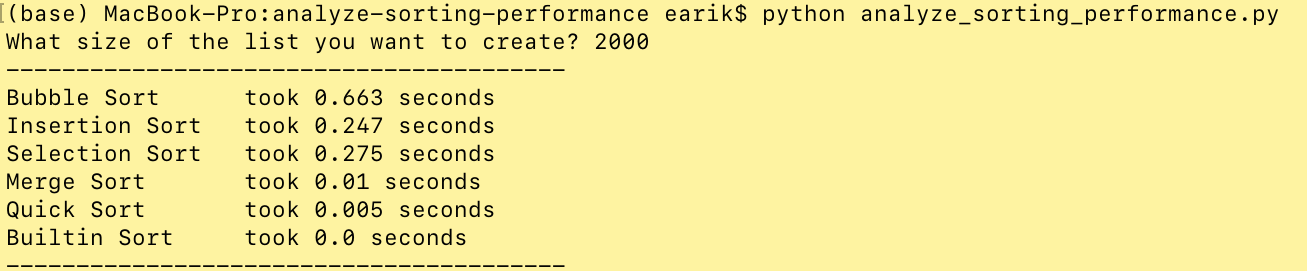 (base) MacBook-Pro:analyze-sorting-performance earik$ python analyze_sorting_performance.py
What size of the list you want to create? 2000
----------------------------------------
Bubble Sort      took 0.663 seconds
Insertion Sort   took 0.247 seconds
Selection Sort   took 0.275 seconds
Merge Sort       took 0.01 seconds
Quick Sort       took 0.005 seconds
Builtin Sort     took 0.0 seconds
----------------------------------------